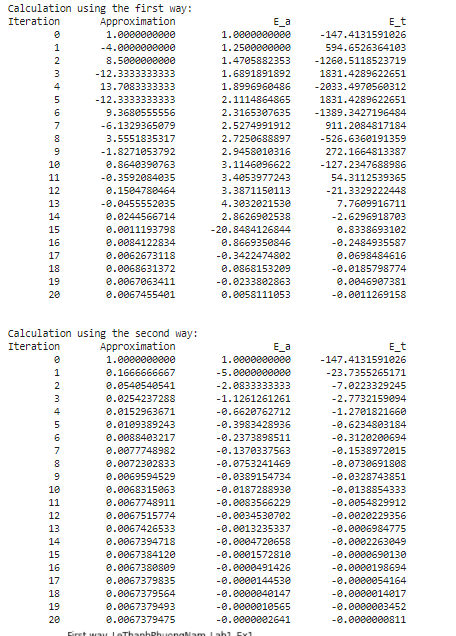 Calculation using the first way:
Iteration Approximation E_a E_t
0 1.0000000000 1.0000000000 -147.4131591026
1 -4.0000000000 1.2500000000 594.6526364103
2 8.5000000000 1.4705882353 -1260.5118523719
3 -12.3333333333 1.6891891892 1831.4289622651
4 13.7083333333 1.8996960486 -2033.4970560312
5 -12.3333333333 2.1114864865 1831.4289622651
6 9.3680555556 2.3165307635 -1389.3427196484
7 -6.1329365079 2.5274991912 911.2084817184
8 3.5551835317 2.7250688897 -526.6360191359
9 -1.8271053792 2.9458010316 272.1664813387
10 0.8640390763 3.1146096622 -127.2347688986
11 -0.3592084035 3.4053977243 54.3112539365
12 0.1504780464 3.3871150113 -21.3329222448
13 -0.0455552035 4.3032021530 7.7609916711
14 0.0244566714 2.8626902538 -2.6296918703
15 0.0011193798 -20.8484126844 0.8338693102
16 0.0084122834 0.8669350846 -0.2484935587
17 0.0062673118 -0.3422474802 0.0698484616
18 0.0068631372 0.0868153209 -0.0185798774
19 0.0067063411 -0.0233802863 0.0046907381
20 0.0067455401 0.0058111053 -0.0011269158
Calculation using the second way:
Iteration Approximation E_a E_t
0 1.0000000000 1.0000000000 -147.4131591026
1 0.1666666667 -5.0000000000 -23.7355265171
2 0.0540540541 -2.0833333333 -7.0223329245
3 0.0254237288 -1.1261261261 -2.7732159094
4 0.0152963671 -0.6620762712 -1.2701821660
5 0.0109389243 -0.3983428936 -0.6234803184
6 0.0088403217 -0.2373898511 -0.3120200694
7 0.0077748982 -0.1370337563 -0.1538972015
8 0.0072302833 -0.0753241469 -0.0730691808
9 0.0069594529 -0.0389154734 -0.0328743851
10 0.0068315063 -0.0187288930 -0.0138854333
11 0.0067748911 -0.0083566229 -0.0054829912
12 0.0067515774 -0.0034530702 -0.0020229356
13 0.0067426533 -0.0013235337 -0.0006984775
14 0.0067394718 -0.0004720658 -0.0002263049
15 0.0067384120 -0.0001572810 -0.0000690130
16 0.0067380809 -0.0000491426 -0.0000198694
17 0.0067379835 -0.0000144530 -0.0000054164
18 0.0067379564 -0.0000040147 -0.0000014017
19 0.0067379493 -0.0000010565 -0.0000003452
20 0.0067379475 -0.0000002641 -0.0000000811
First way, LeThanhPhuongNam, Lab1, Ex1